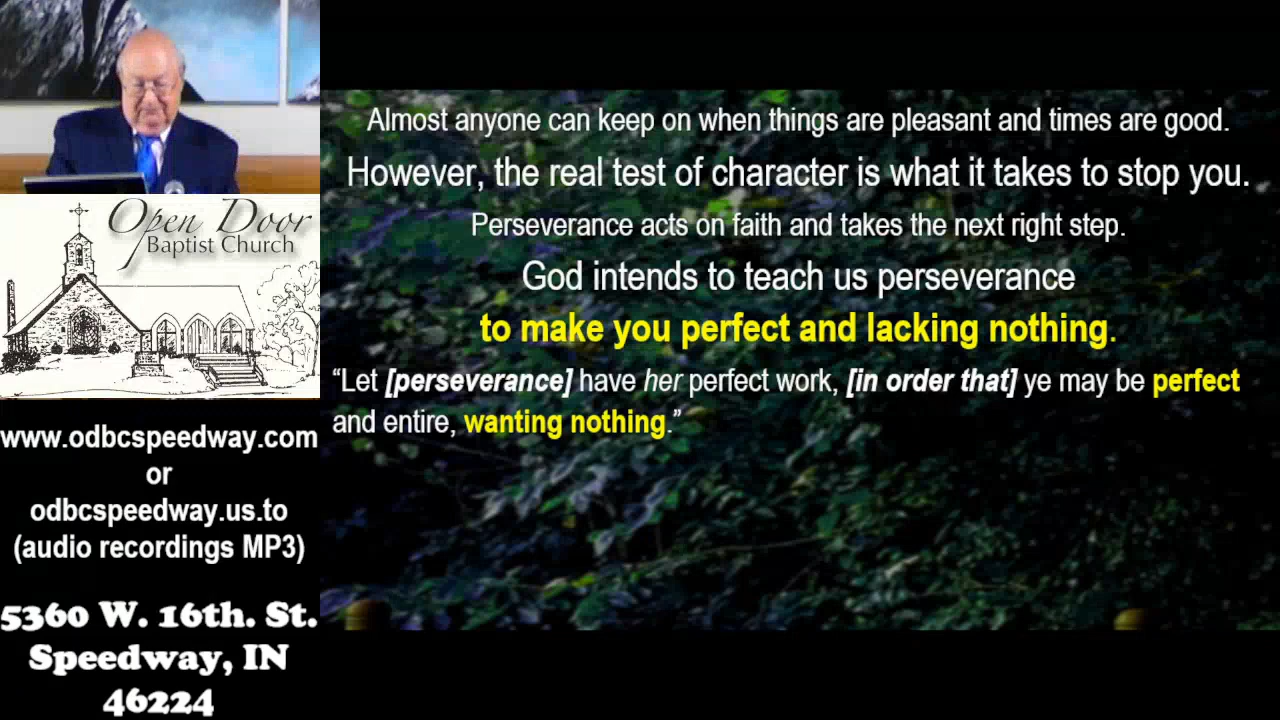 Open Door
Baptist Church
www.odbcspeedway.com
or
odbcspeedway.us.to
(audio recordings MP3)
5360 W. 16th. St.
Speedway, IN
46224
Almost anyone can keep on when things are pleasant and times are good.
However, the real test of character is what it takes to stop you.
Perseverance acts on faith and takes the next right step.
God intends to teach us perseverance
to make you perfect and lacking nothing.
“Let [perseverance] have her perfect work, [in order that] ye may be perfect
and entire, wanting nothing.”